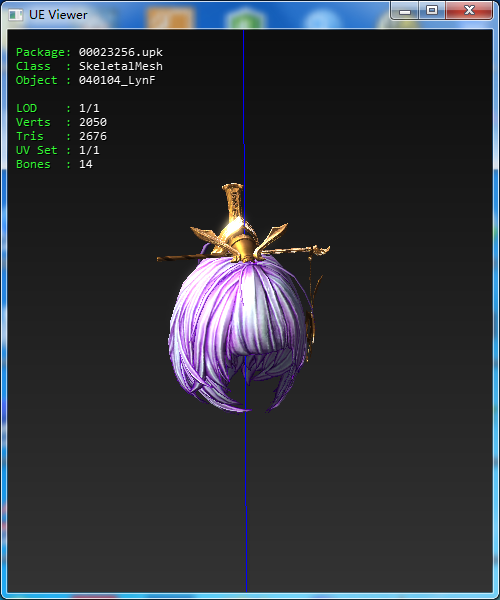 UE Viewer
Package: 00023256.upk
Class : SkeletalMesh
Object : 040104_LynF
LOD : 1/1
Verts : 2050
Tris : 2676
UV Set : 1/1
Bones : 14